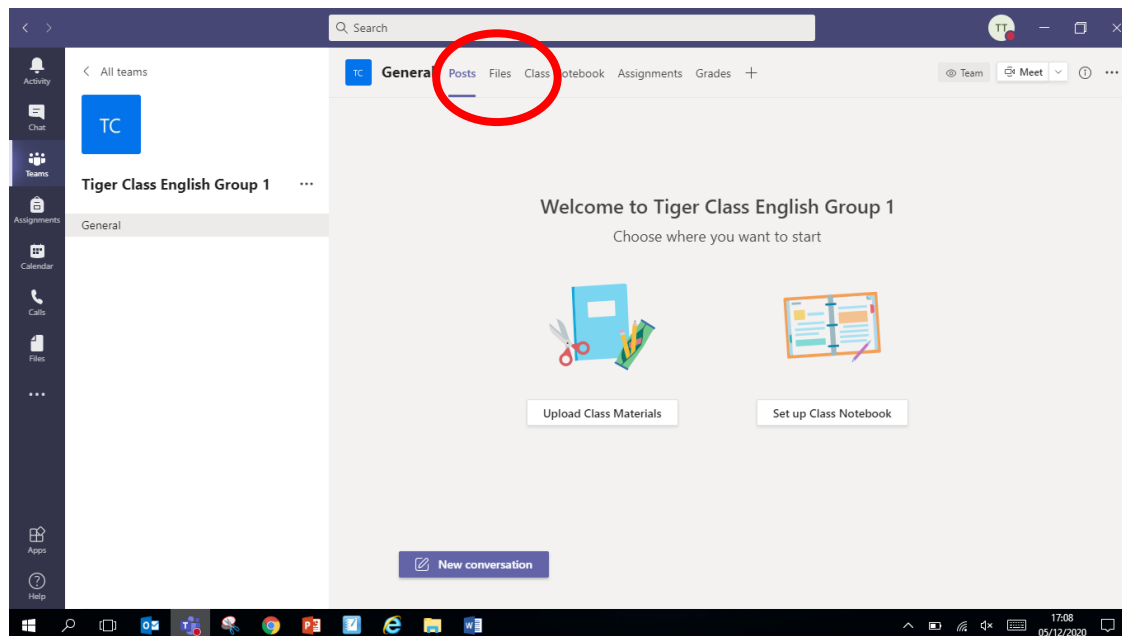 Search
TT
Activity
Chat
Teams
Assignments
Calendar
Calls
Files
Apps
Help
All teams
TC
Tiger Class English Group 1
General
TC General Posts Files Class Notebook Assignments Grades
Team Meet
Welcome to Tiger Class English Group 1
Choose where you want to start
Upload Class Materials Set up Class Notebook
New conversation
17:08
05/12/2020